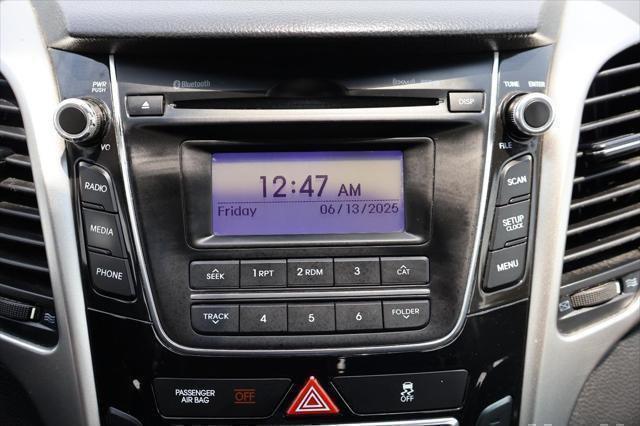 PWR
PUSH
Bluetooth
DISP
TUNE ENTER
FILE
12:47 AM
Friday 06/13/2025
RADIO
MEDIA
PHONE
SCAN
SETUP
CLOCK
MENU
SEEK 1 RPT 2 RDM 3 CAT
TRACK 4 5 6 FOLDER
PASSENGER
AIR BAG OFF
OFF